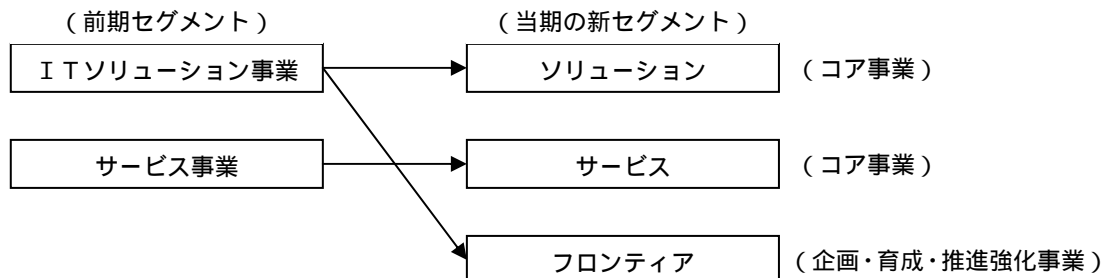 (前期セグメント) (当期の新セグメント)
ITソリューション事業 ソリューション (コア事業)
サービス事業 サービス (コア事業)
フロンティア (企画・育成・推進強化事業)